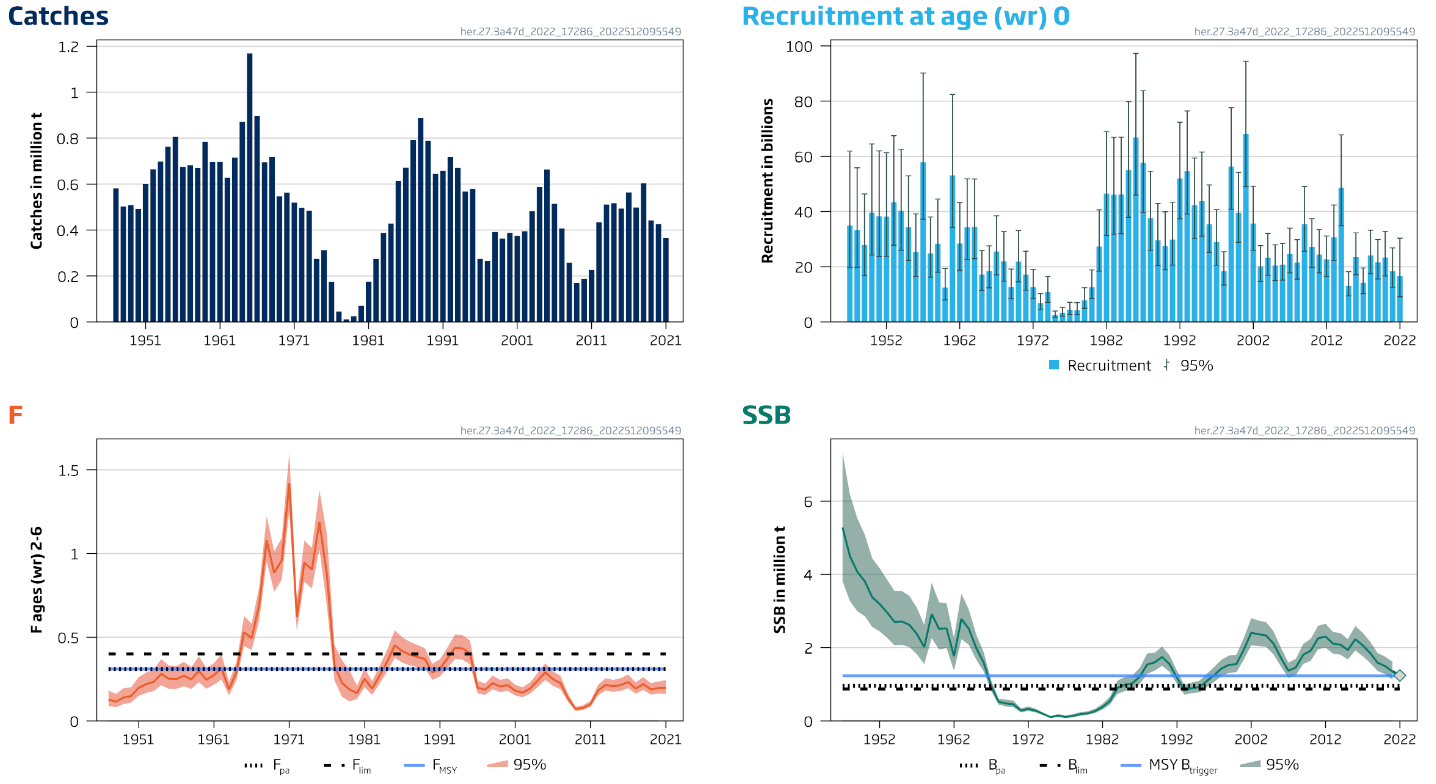 Catches
her.27.3a47d_2022_17286_2022512095549
Catches in million t
1.2
1
0.8
0.6
0.4
0.2
0
1951 1961 1971 1981 1991 2001 2011 2021
Recruitment at age (wr) 0
her.27.3a47d_2022_17286_2022512095549
Recruitment in billions
100
80
60
40
20
0
1952 1962 1972 1982 1992 2002 2012 2022
Recruitment 95%
F
her.27.3a47d_2022_17286_2022512095549
F ages (wr) 2-6
1.5
1
0.5
0
1951 1961 1971 1981 1991 2001 2011 2021
Fpa Flim FMSY 95%
SSB
her.27.3a47d_2022_17286_2022512095549
SSB in million t
6
4
2
0
1952 1962 1972 1982 1992 2002 2012 2022
Bpa Blim MSY Btrigger 95%